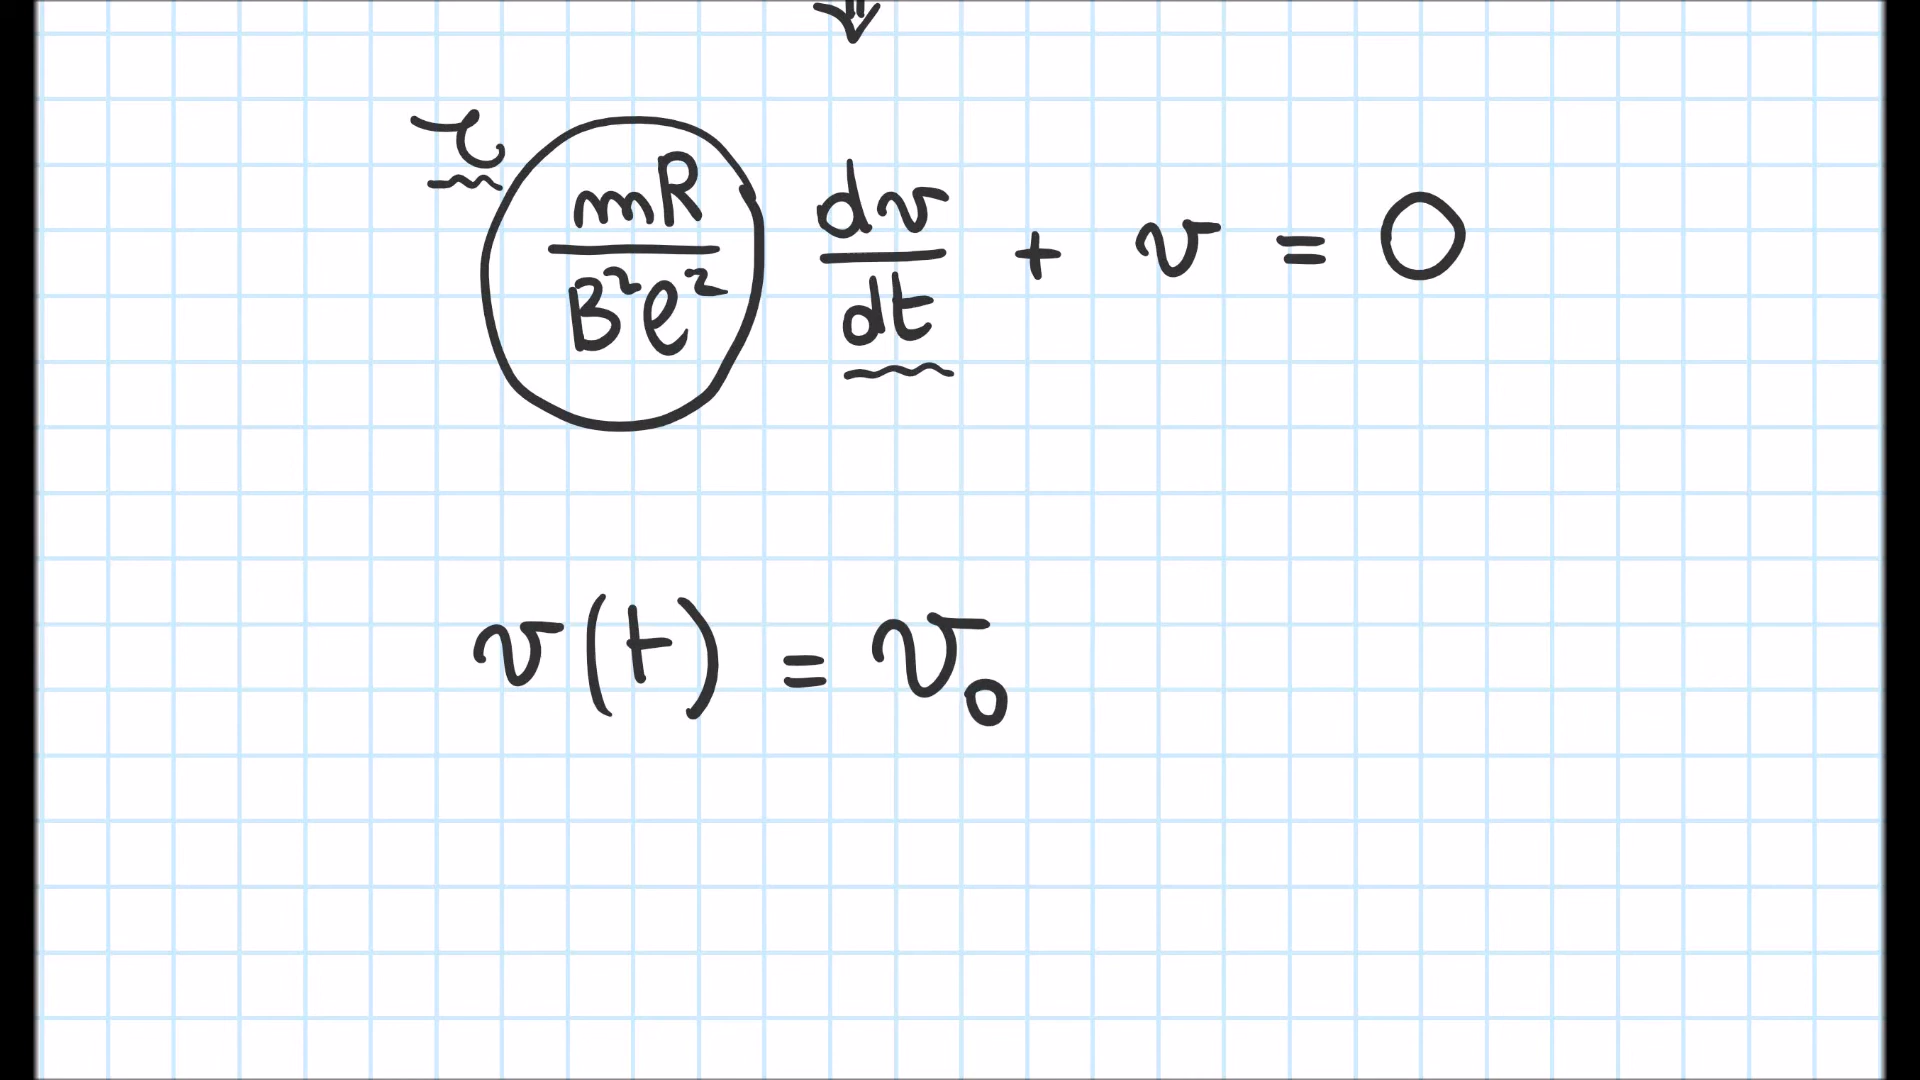 τ mR/B²ℓ² dv/dt + v = 0
v(t) = v₀